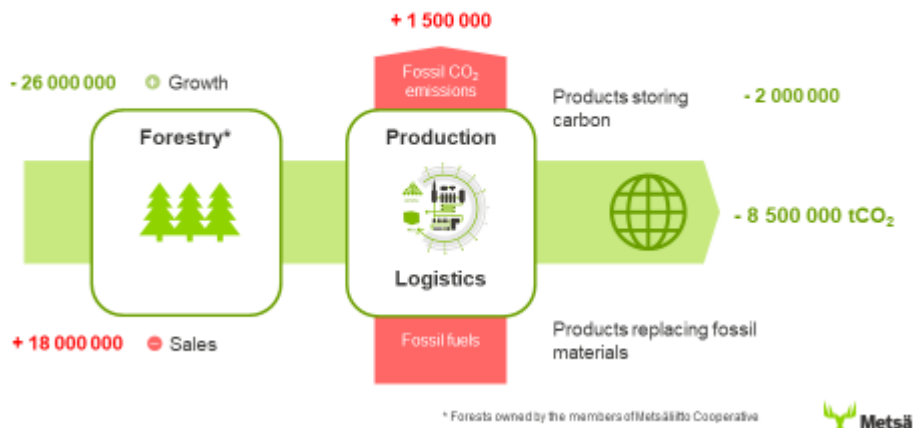 + 1 500 000
- 26 000 000
Growth
Fossil CO₂
emissions
Products storing
carbon
- 2 000 000
Forestry*
Production
Logistics
- 8 500 000 tCO₂
+ 18 000 000
Sales
Fossil fuels
Products replacing fossil
materials
* Forests owned by the members of Metsäliitto Cooperative
Metsä